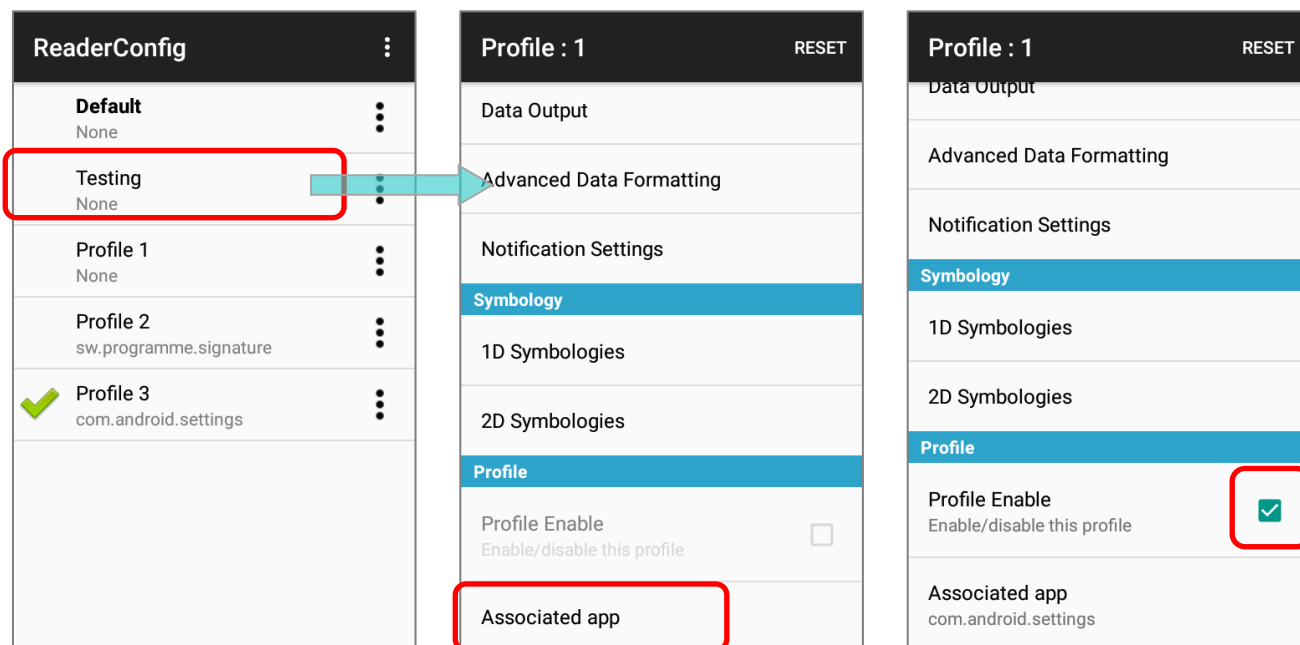 ReaderConfig
Default
None
Testing
None
Profile 1
None
Profile 2
sw.programme.signature
Profile 3
com.android.settings
Profile : 1 RESET
Data Output
Advanced Data Formatting
Notification Settings
Symbology
1D Symbologies
2D Symbologies
Profile
Profile Enable
Enable/disable this profile
Associated app
Profile : 1 RESET
Data Output
Advanced Data Formatting
Notification Settings
Symbology
1D Symbologies
2D Symbologies
Profile
Profile Enable
Enable/disable this profile
Associated app
com.android.settings